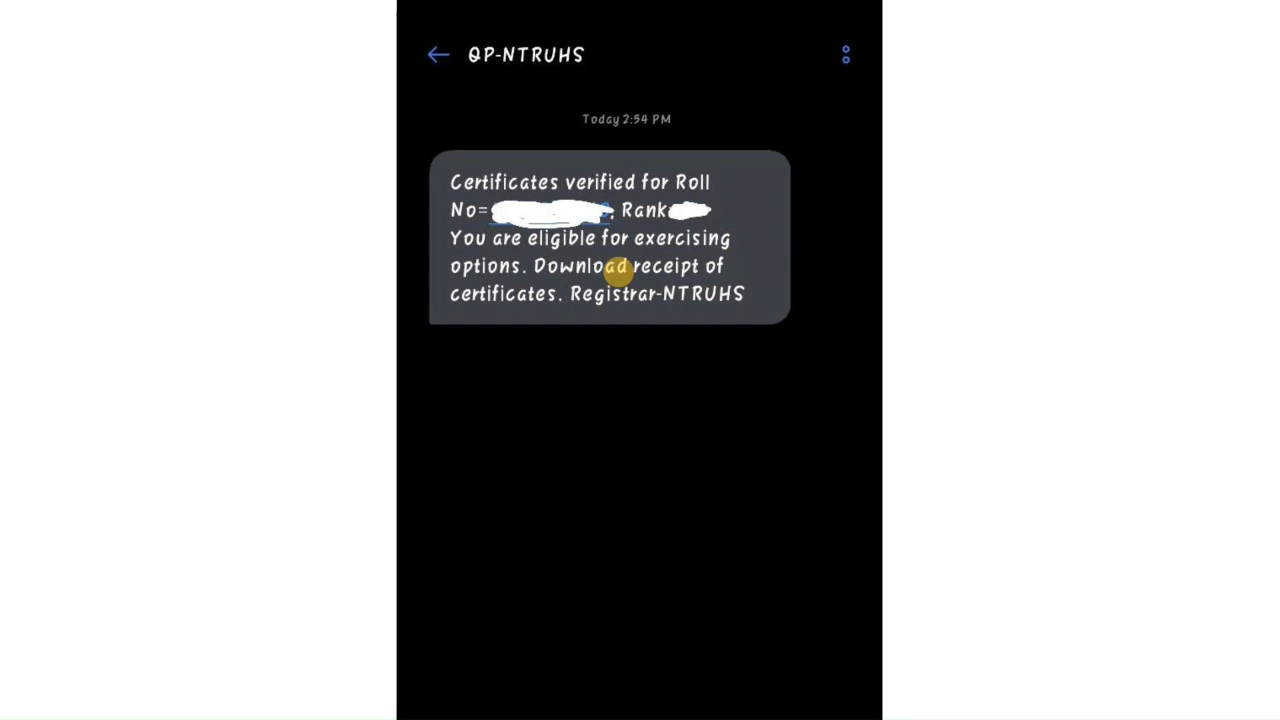 QP-NTRUHS
Today 2:54 PM
Certificates verified for Roll
No= ; Rank
You are eligible for exercising
options. Download receipt of
certificates. Registrar-NTRUHS